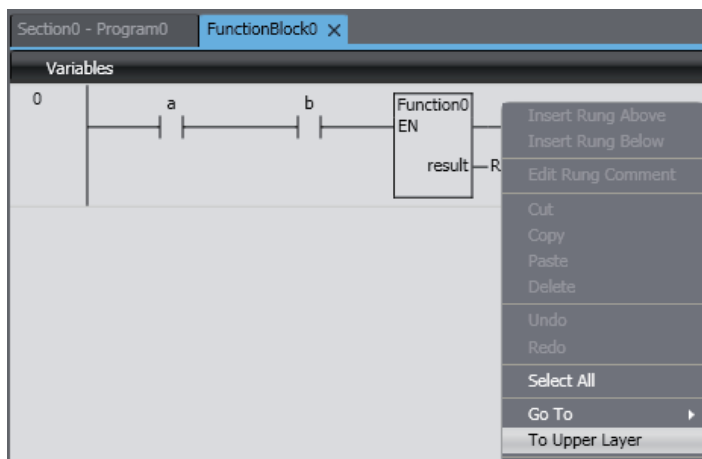 Section0 - Program0
FunctionBlock0
Variables
0
a
b
Function0
EN
result
R
Insert Rung Above
Insert Rung Below
Edit Rung Comment
Cut
Copy
Paste
Delete
Undo
Redo
Select All
Go To
To Upper Layer